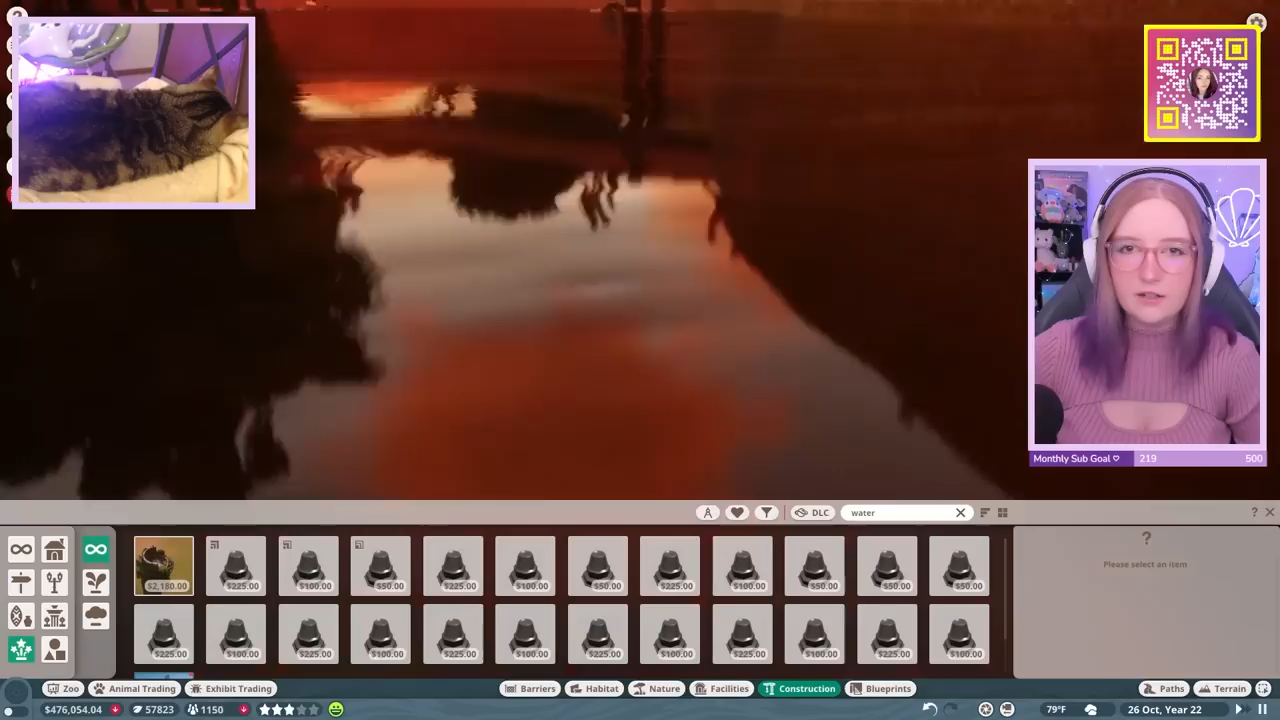 Monthly Sub Goal ♡ 219 500
DLC water ? ✕
$2,180.00 $225.00 $100.00 $50.00 $225.00 $100.00 $50.00 $225.00 $100.00 $50.00 $225.00 $50.00
$225.00 $100.00 $225.00 $100.00 $225.00 $100.00 $225.00 $100.00 $225.00 $100.00 $225.00 $100.00
?
Please select an item
Zoo Animal Trading Exhibit Trading Barriers Habitat Nature Facilities Construction Blueprints Paths Terrain
$476,054.04 57823 1150 79°F 26 Oct, Year 22